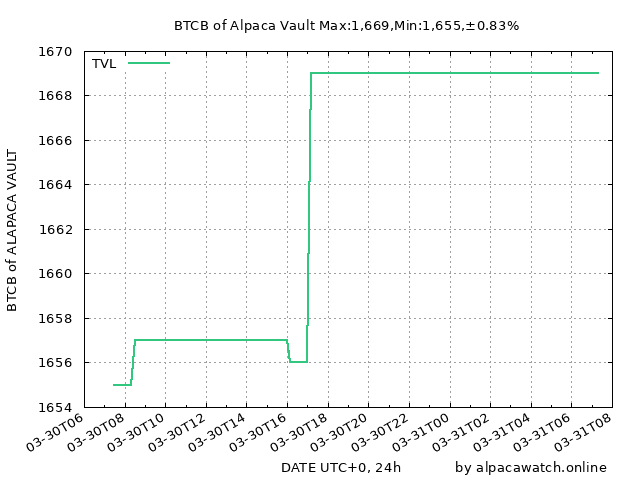 BTCB of Alpaca Vault Max:1,669,Min:1,655,±0.83%
BTCB of ALAPACA VAULT
TVL
1670
1668
1666
1664
1662
1660
1658
1656
1654
03-30T06
03-30T08
03-30T10
03-30T12
03-30T14
03-30T16
03-30T18
03-30T20
03-30T22
03-31T00
03-31T02
03-31T04
03-31T06
03-31T08
DATE UTC+0, 24h
by alpacawatch.online